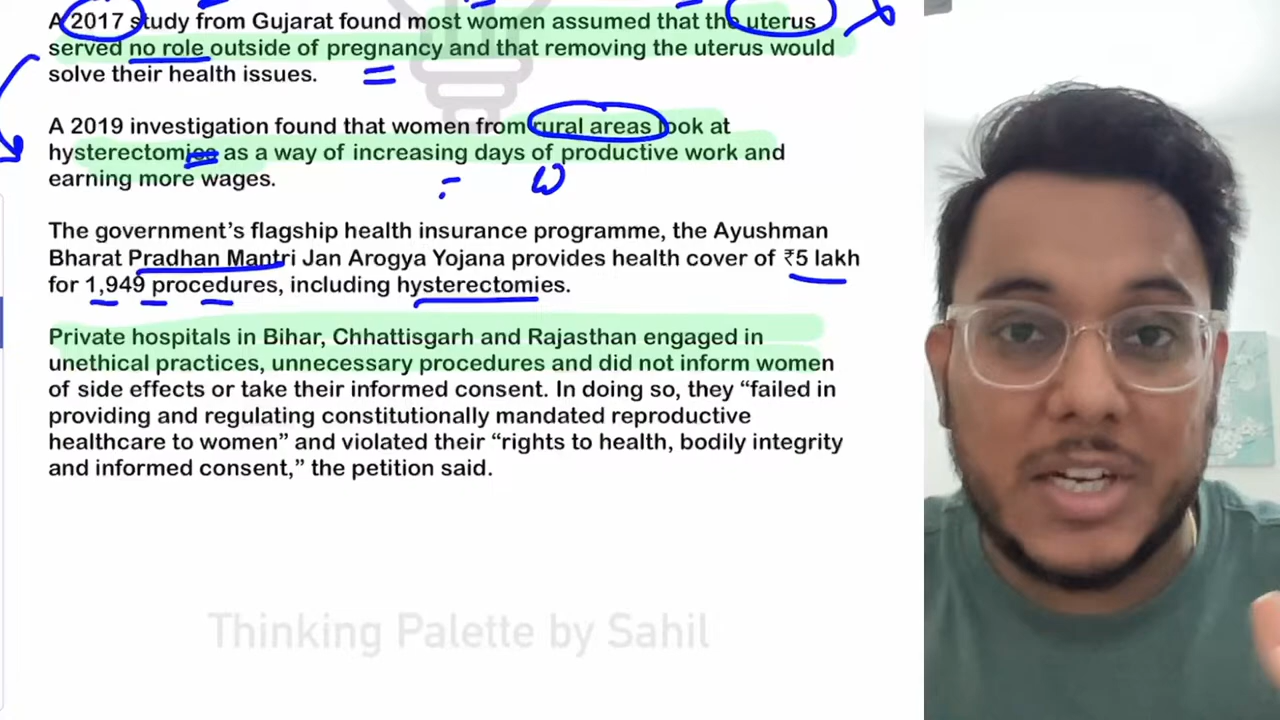 A 2017 study from Gujarat found most women assumed that the uterus
served no role outside of pregnancy and that removing the uterus would
solve their health issues.
A 2019 investigation found that women from rural areas look at
hysterectomies as a way of increasing days of productive work and
earning more wages.
W
The government’s flagship health insurance programme, the Ayushman
Bharat Pradhan Mantri Jan Arogya Yojana provides health cover of ₹5 lakh
for 1,949 procedures, including hysterectomies.
Private hospitals in Bihar, Chhattisgarh and Rajasthan engaged in
unethical practices, unnecessary procedures and did not inform women
of side effects or take their informed consent. In doing so, they “failed in
providing and regulating constitutionally mandated reproductive
healthcare to women” and violated their “rights to health, bodily integrity
and informed consent,” the petition said.
Thinking Palette by Sahil